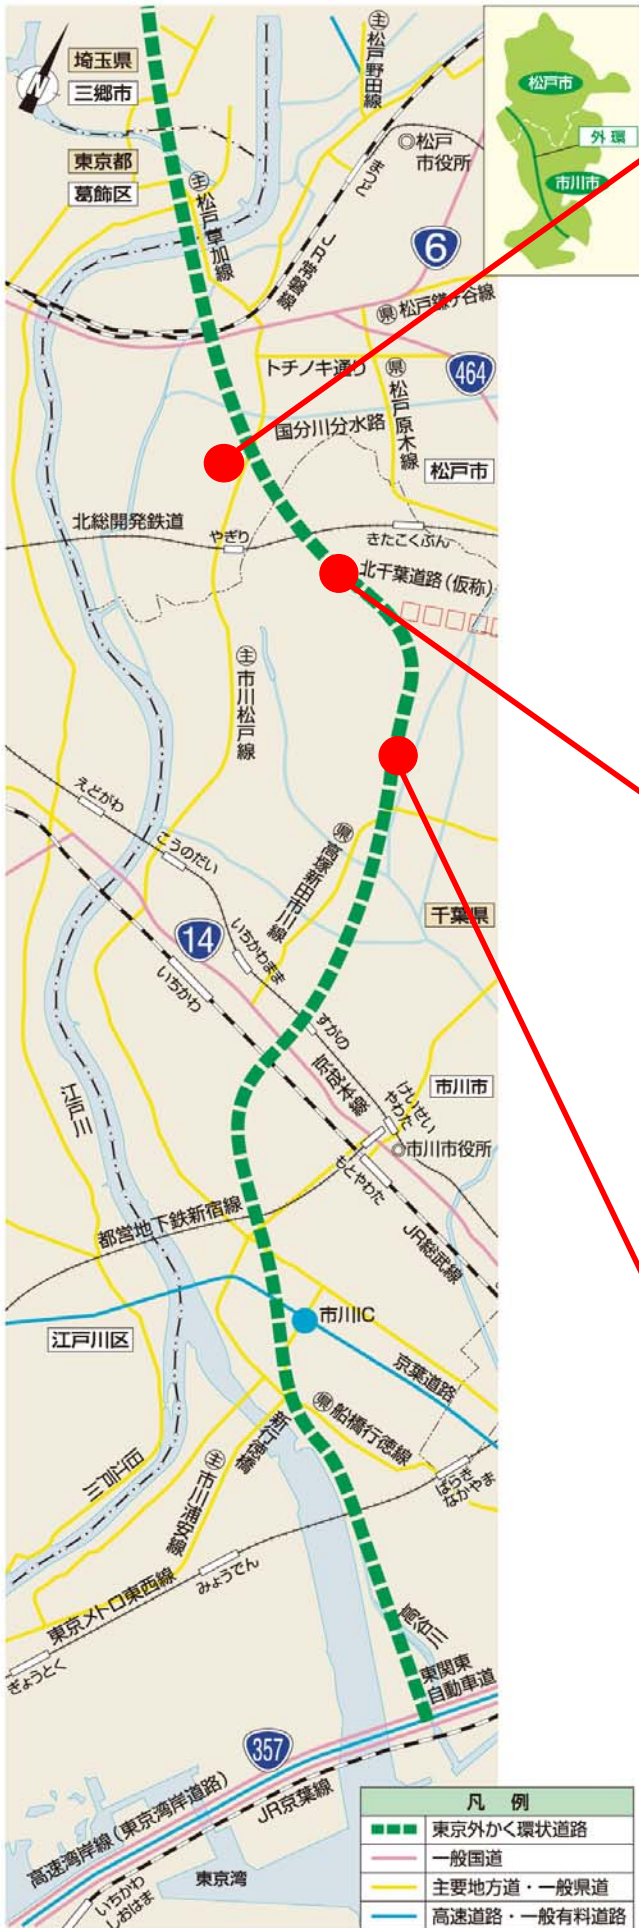 埼玉県
三郷市
東京都
葛飾区
N
主 松戸野田線
◎松戸
市役所
まつど
松戸市
外環
市川市
主 松戸草加線
JR常磐線
6
県 松戸鎌ヶ谷線
トチノキ通り
464
県 松戸原木線
国分川分水路
松戸市
北総開発鉄道
やぎり
きたこくぶん
北千葉道路(仮称)
主 市川松戸線
えどがわ
こうのだい
県 高塚新田市川線
千葉県
14
いちかわまま
いちかわ
すがの
京成本線
江戸川
市川市
けいせい
やわた
◎市川市役所
もとやわた
都営地下鉄新宿線
JR総武線
市川IC
江戸川区
京葉道路
県 船橋行徳線
新行徳橋
旧江戸川
主 市川浦安線
ばらき
なかやま
みょうでん
東京メトロ東西線
高谷川
ぎょうとく
東関東
自動車道
357
高速湾岸線(東京湾岸道路)
JR京葉線
東京湾
いちかわ
しおはま
凡 例
東京外かく環状道路
一般国道
主要地方道・一般県道
高速道路・一般有料道路